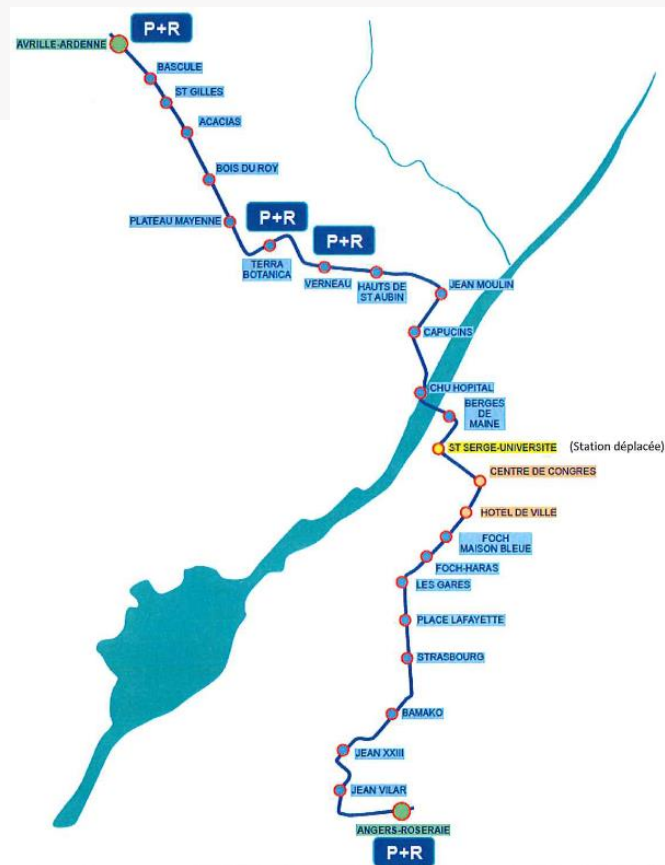 P+R
AVRILLE-ARDENNE
BASCULE
ST GILLES
ACACIAS
BOIS DU ROY
PLATEAU MAYENNE
P+R
TERRA
BOTANICA
P+R
VERNEAU
HAUTS DE
ST AUBIN
JEAN MOULIN
CAPUCINS
CHU HOPITAL
BERGES
DE
MAINE
ST SERGE-UNIVERSITE (Station déplacée)
CENTRE DE CONGRES
HOTEL DE VILLE
FOCH
MAISON BLEUE
FOCH-HARAS
LES GARES
PLACE LAFAYETTE
STRASBOURG
BAMAKO
JEAN XXIII
JEAN VILAR
ANGERS-ROSERAIE
P+R